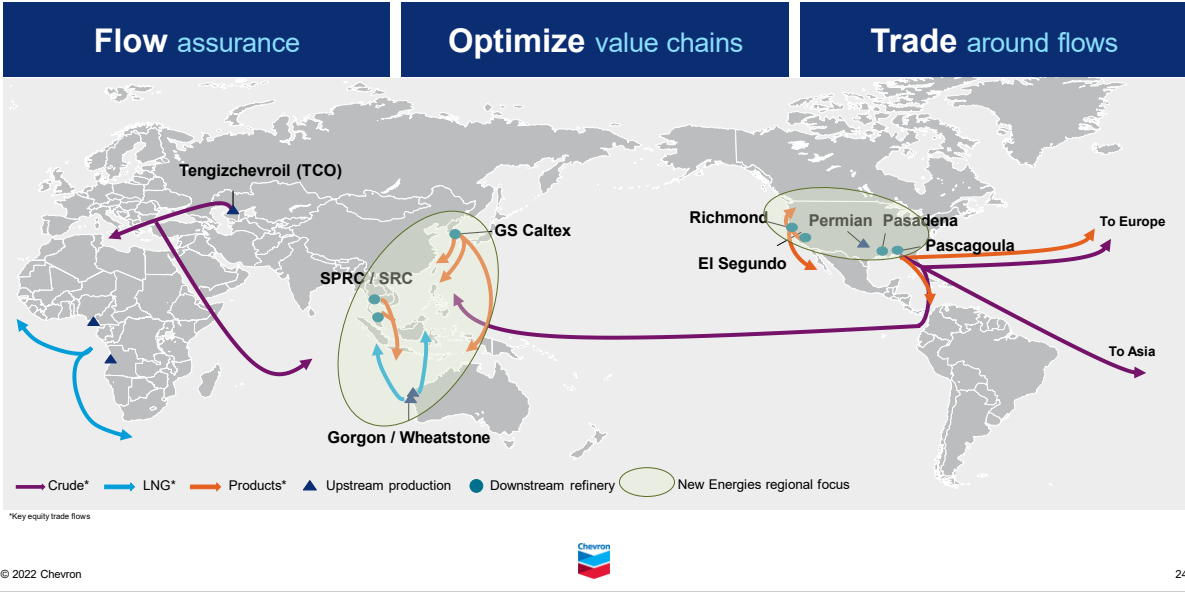 Flow assurance
Optimize value chains
Trade around flows
Tengizchevroil (TCO)
GS Caltex
SPRC / SRC
Gorgon / Wheatstone
Richmond
Permian
Pasadena
El Segundo
Pascagoula
To Europe
To Asia
Crude*
LNG*
Products*
Upstream production
Downstream refinery
New Energies regional focus
*Key equity trade flows
© 2022 Chevron
Chevron
24